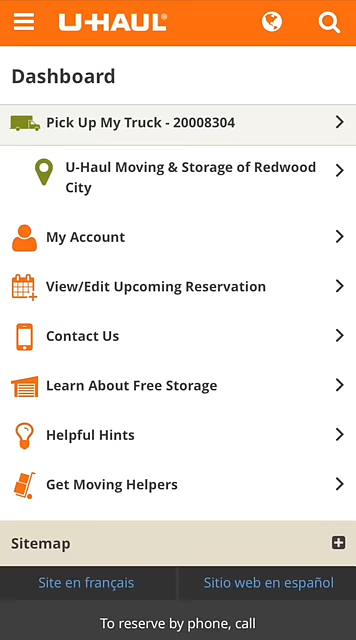 U-HAUL®
Dashboard
Pick Up My Truck - 20008304
U-Haul Moving & Storage of Redwood
City
My Account
View/Edit Upcoming Reservation
Contact Us
Learn About Free Storage
Helpful Hints
Get Moving Helpers
Sitemap
Site en français
Sitio web en español
To reserve by phone, call